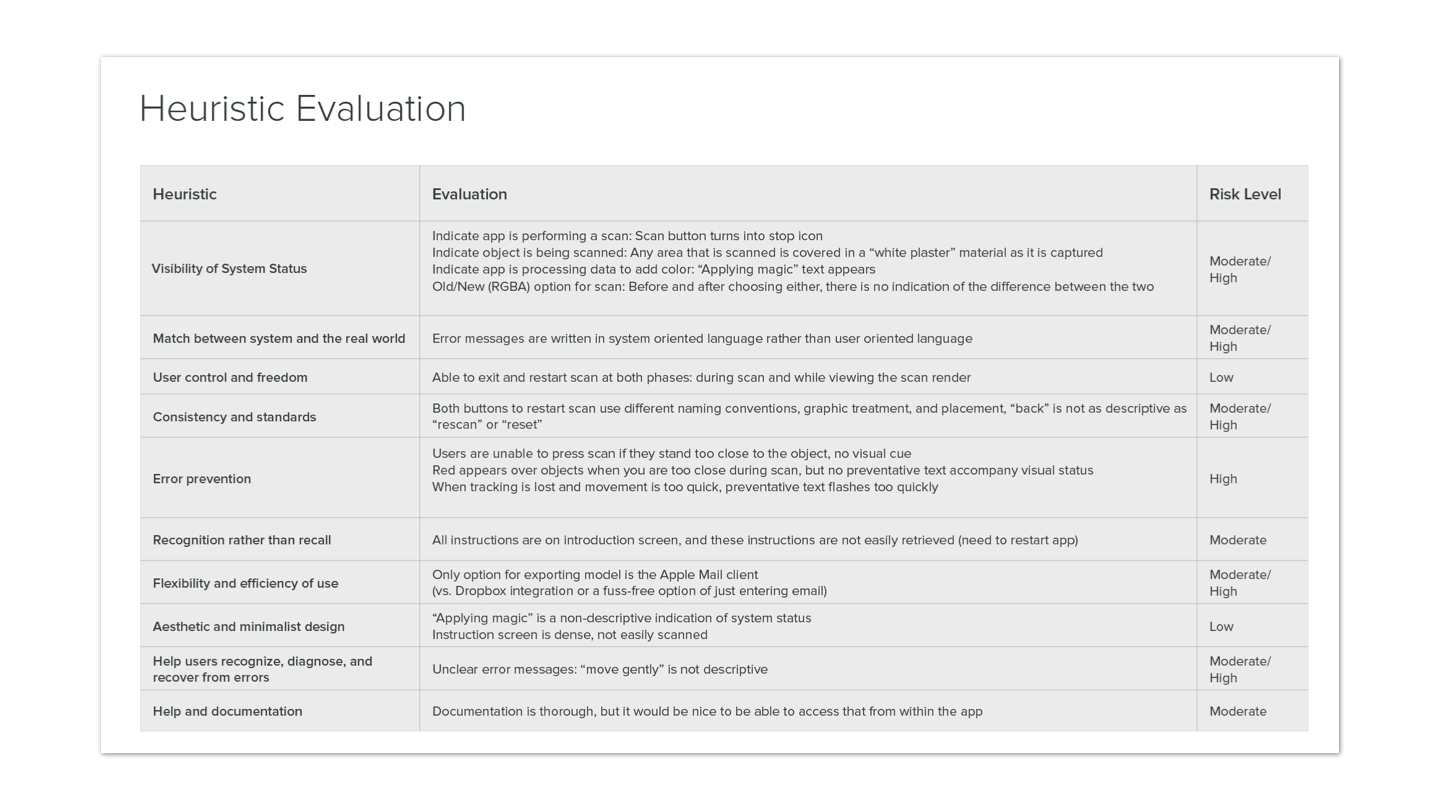 Heuristic Evaluation
Heuristic
Evaluation
Risk Level
Visibility of System Status
Indicate app is performing a scan: Scan button turns into stop icon
Indicate object is being scanned: Any area that is scanned is covered in a “white plaster” material as it is captured
Indicate app is processing data to add color: “Applying magic” text appears
Old/New (RGBA) option for scan: Before and after choosing either, there is no indication of the difference between the two
Moderate/
High
Match between system and the real world
Error messages are written in system oriented language rather than user oriented language
Moderate/
High
User control and freedom
Able to exit and restart scan at both phases: during scan and while viewing the scan render
Low
Consistency and standards
Both buttons to restart scan use different naming conventions, graphic treatment, and placement, “back” is not as descriptive as
“rescan” or “reset”
Moderate/
High
Error prevention
Users are unable to press scan if they stand too close to the object, no visual cue
Red appears over objects when you are too close during scan, but no preventative text accompany visual status
When tracking is lost and movement is too quick, preventative text flashes too quickly
High
Recognition rather than recall
All instructions are on introduction screen, and these instructions are not easily retrieved (need to restart app)
Moderate
Flexibility and efficiency of use
Only option for exporting model is the Apple Mail client
(vs. Dropbox integration or a fuss-free option of just entering email)
Moderate/
High
Aesthetic and minimalist design
“Applying magic” is a non-descriptive indication of system status
Instruction screen is dense, not easily scanned
Low
Help users recognize, diagnose, and
recover from errors
Unclear error messages: “move gently” is not descriptive
Moderate/
High
Help and documentation
Documentation is thorough, but it would be nice to be able to access that from within the app
Moderate